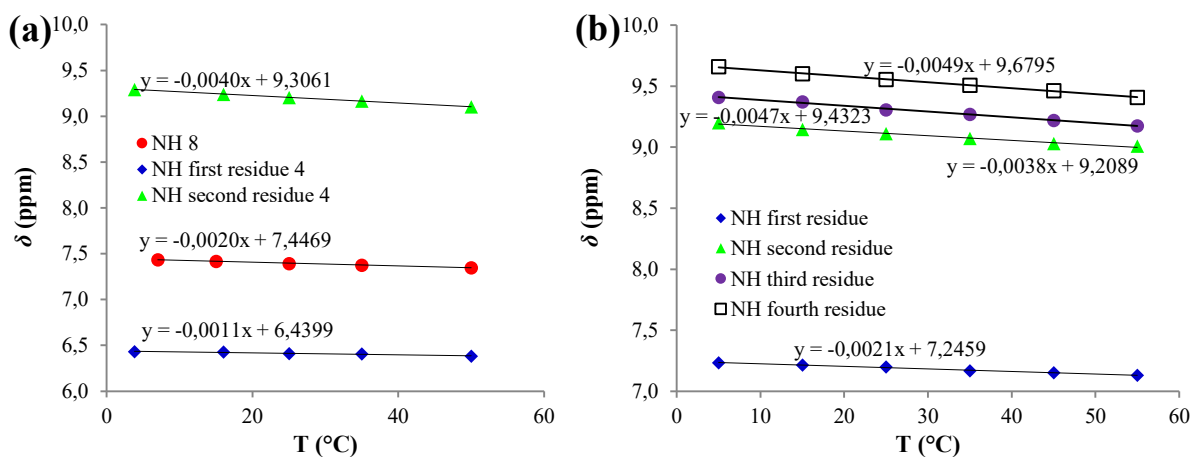 (a)
δ (ppm)
10,0
9,5
9,0
8,5
8,0
7,5
7,0
6,5
6,0
y = -0,0040x + 9,3061
NH 8
NH first residue 4
NH second residue 4
y = -0,0020x + 7,4469
y = -0,0011x + 6,4399
0 20 40 60
T (°C)
(b)
δ (ppm)
10,0
9,5
9,0
8,5
8,0
7,5
7,0
y = -0,0049x + 9,6795
y = -0,0047x + 9,4323
y = -0,0038x + 9,2089
NH first residue
NH second residue
NH third residue
NH fourth residue
y = -0,0021x + 7,2459
0 10 20 30 40 50 60
T (°C)